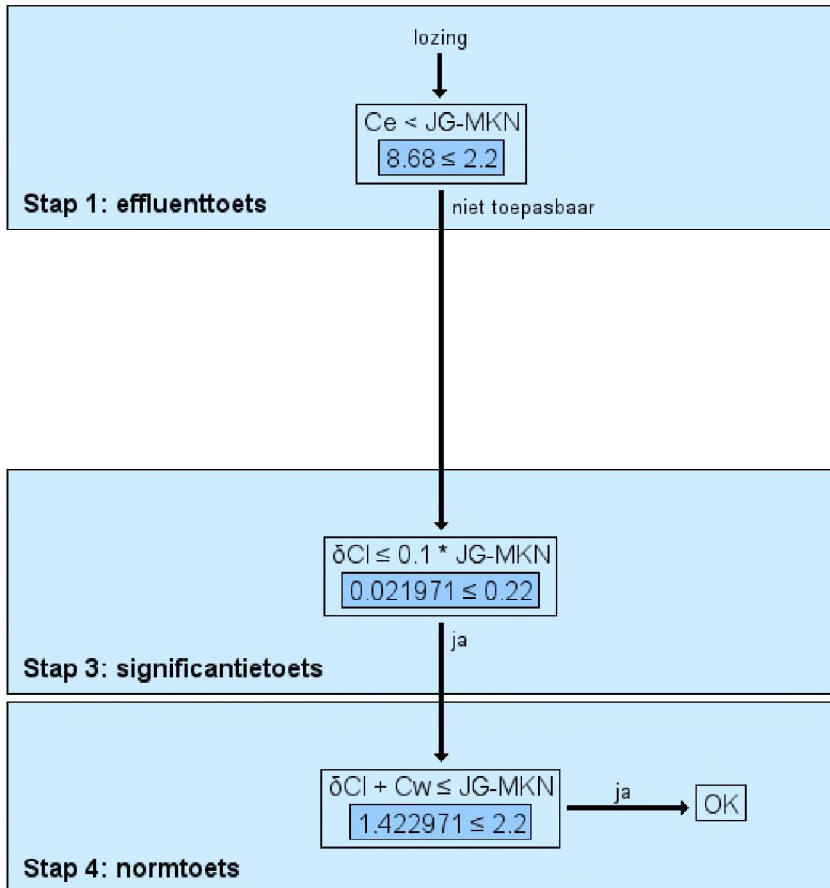 lozing
Ce < JG-MKN
8.68 ≤ 2.2
Stap 1: effluenttoets
niet toepasbaar
δCl ≤ 0.1 * JG-MKN
0.021971 ≤ 0.22
ja
Stap 3: significantietoets
δCl + Cw ≤ JG-MKN
1.422971 ≤ 2.2
ja
OK
Stap 4: normtoets